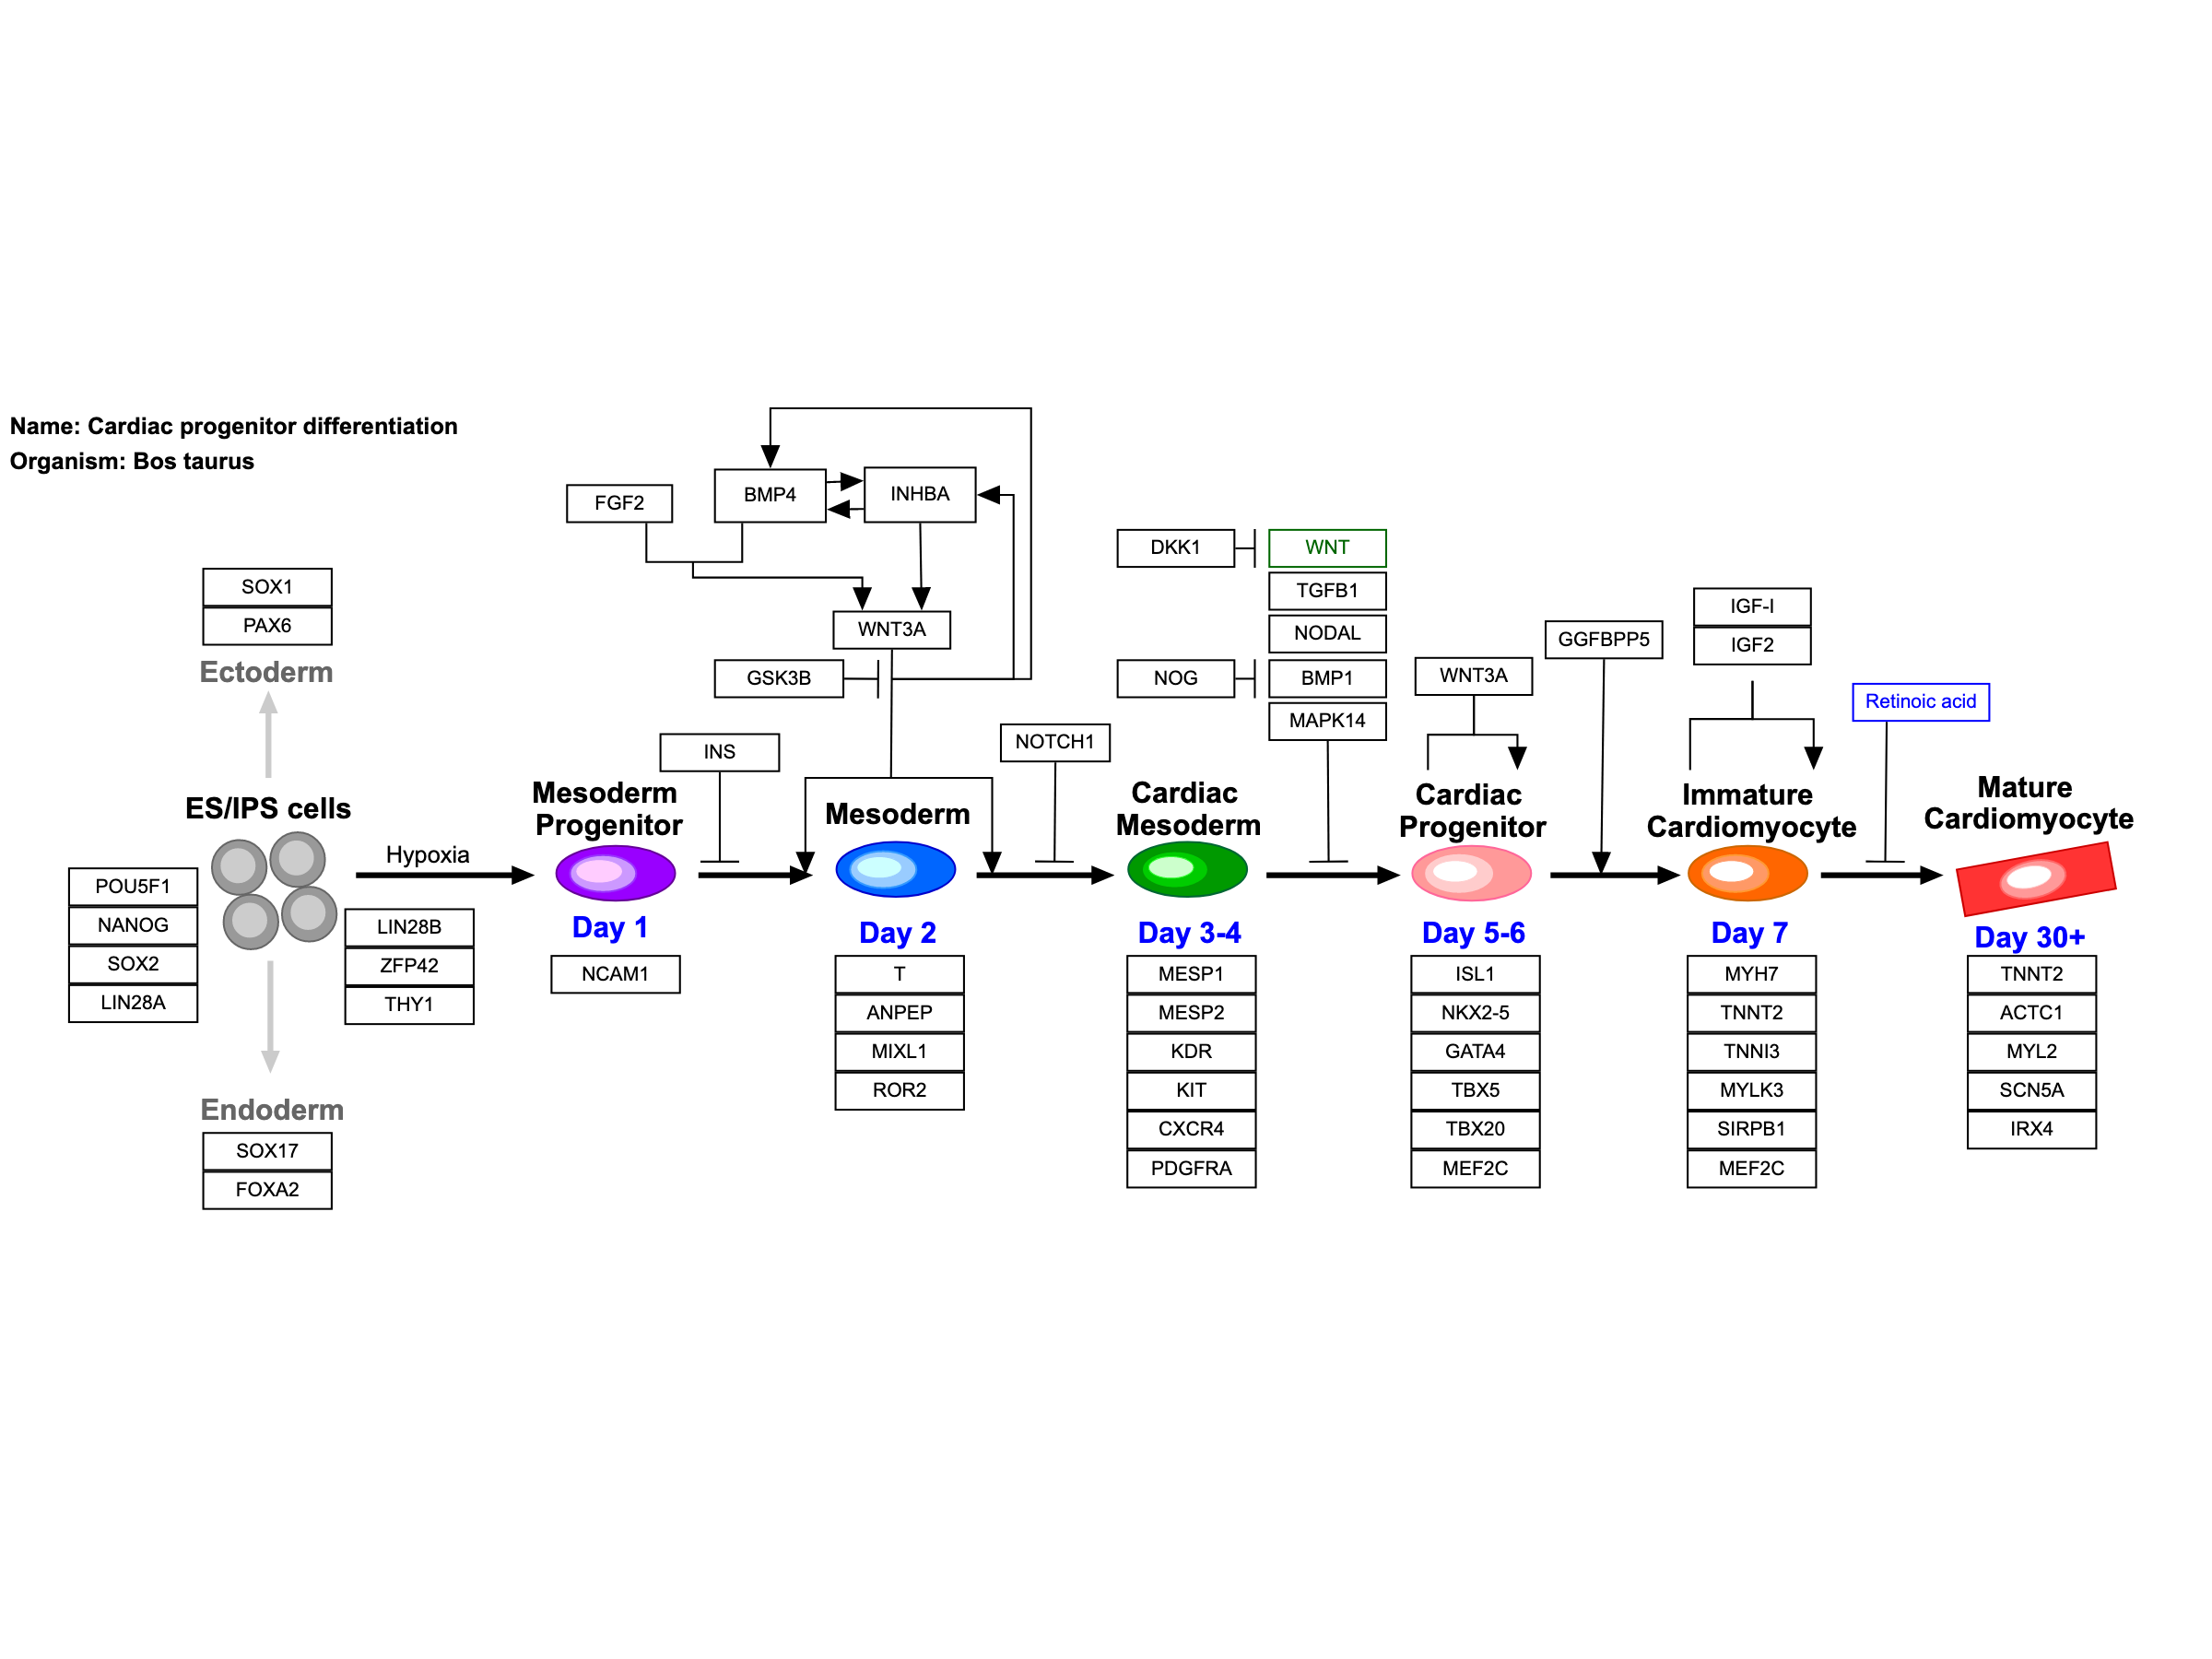 Name: Cardiac progenitor differentiation
Organism: Bos taurus
FGF2
BMP4
INHBA
WNT3A
GSK3B
INS
NOTCH1
DKK1
WNT
TGFB1
NODAL
NOG
BMP1
MAPK14
WNT3A
GGFBPP5
IGF-I
IGF2
Retinoic acid
SOX1
PAX6
Ectoderm
ES/IPS cells
POU5F1
NANOG
SOX2
LIN28A
LIN28B
ZFP42
THY1
Endoderm
SOX17
FOXA2
Hypoxia
Mesoderm
Progenitor
Day 1
NCAM1
Mesoderm
Day 2
T
ANPEP
MIXL1
ROR2
Cardiac
Mesoderm
Day 3-4
MESP1
MESP2
KDR
KIT
CXCR4
PDGFRA
Cardiac
Progenitor
Day 5-6
ISL1
NKX2-5
GATA4
TBX5
TBX20
MEF2C
Immature
Cardiomyocyte
Day 7
MYH7
TNNT2
TNNI3
MYLK3
SIRPB1
MEF2C
Mature
Cardiomyocyte
Day 30+
TNNT2
ACTC1
MYL2
SCN5A
IRX4